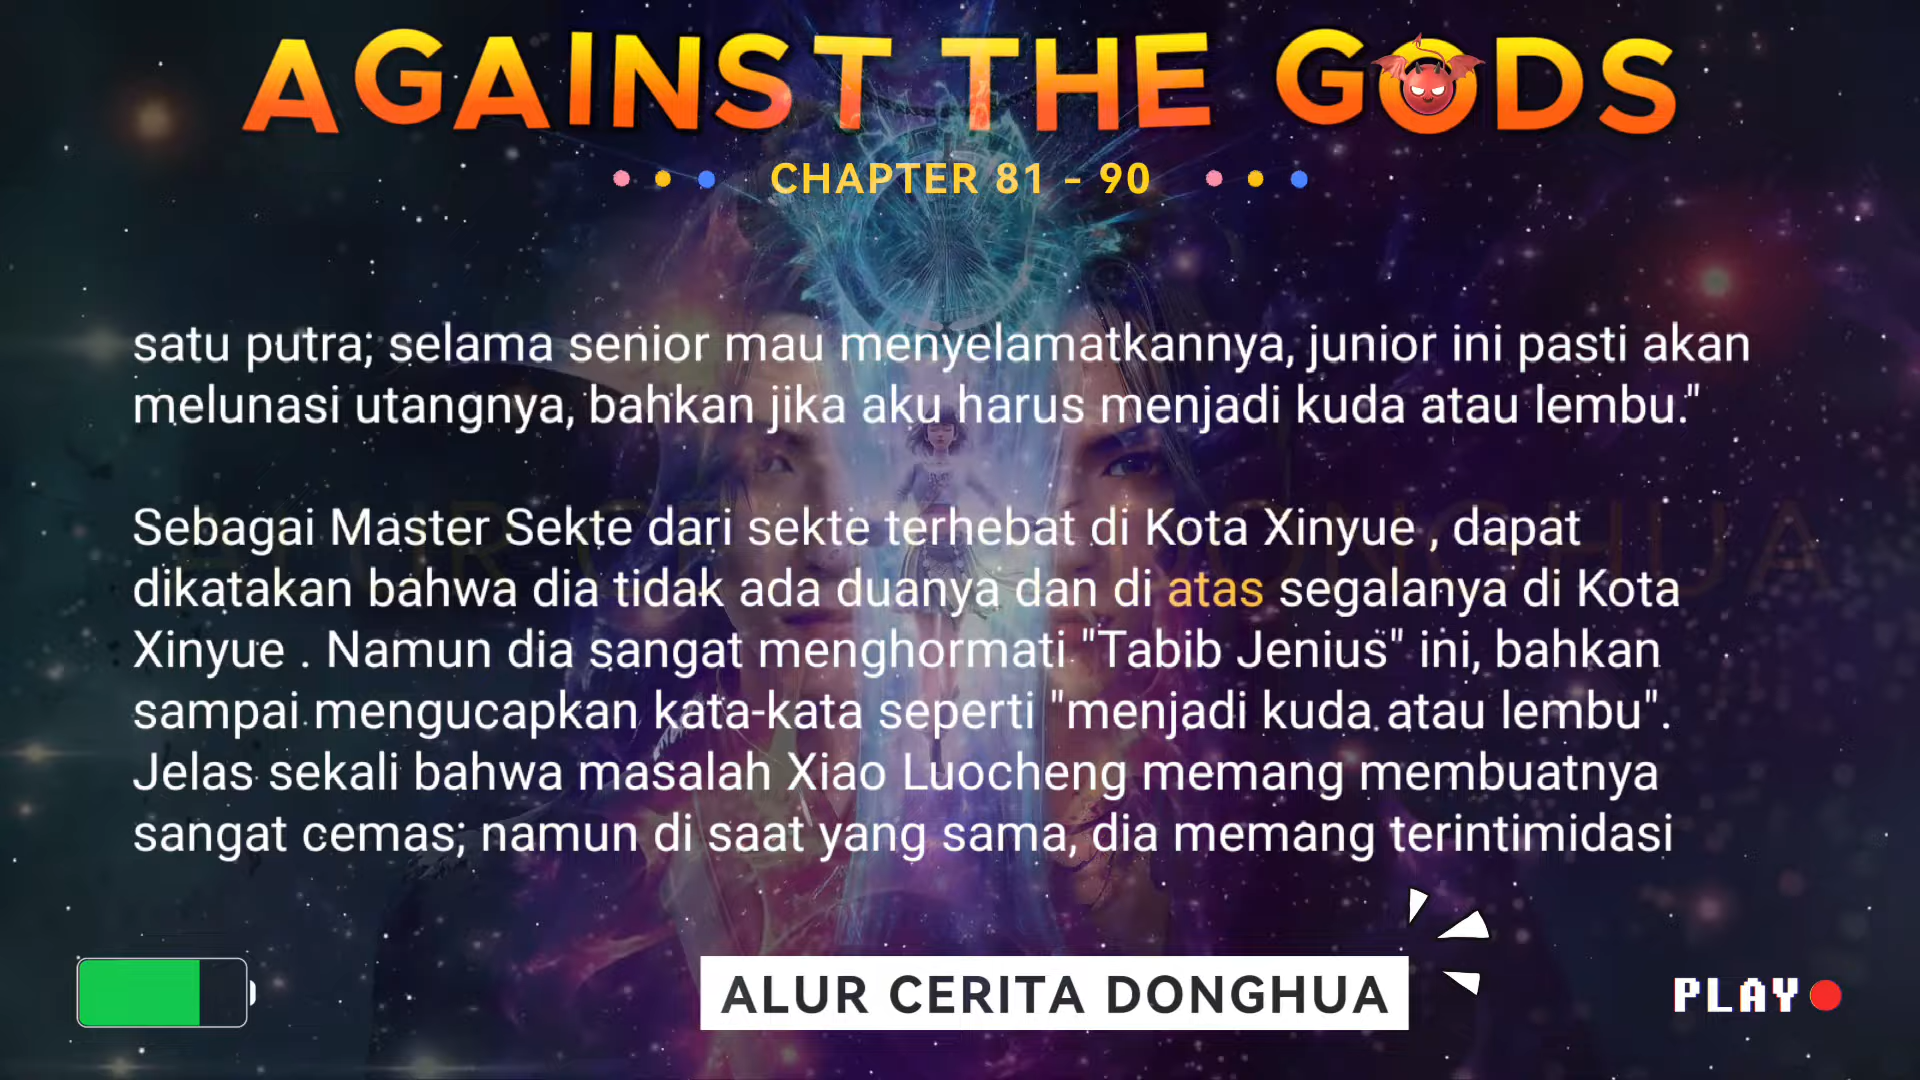 AGAINST THE GODS
CHAPTER 81 - 90
satu putra; selama senior mau menyelamatkannya, junior ini pasti akan
melunasi utangnya, bahkan jika aku harus menjadi kuda atau lembu."
Sebagai Master Sekte dari sekte terhebat di Kota Xinyue , dapat
dikatakan bahwa dia tidak ada duanya dan di atas segalanya di Kota
Xinyue . Namun dia sangat menghormati "Tabib Jenius" ini, bahkan
sampai mengucapkan kata-kata seperti "menjadi kuda atau lembu".
Jelas sekali bahwa masalah Xiao Luocheng memang membuatnya
sangat cemas; namun di saat yang sama, dia memang terintimidasi
ALUR CERITA DONGHUA
PLAY